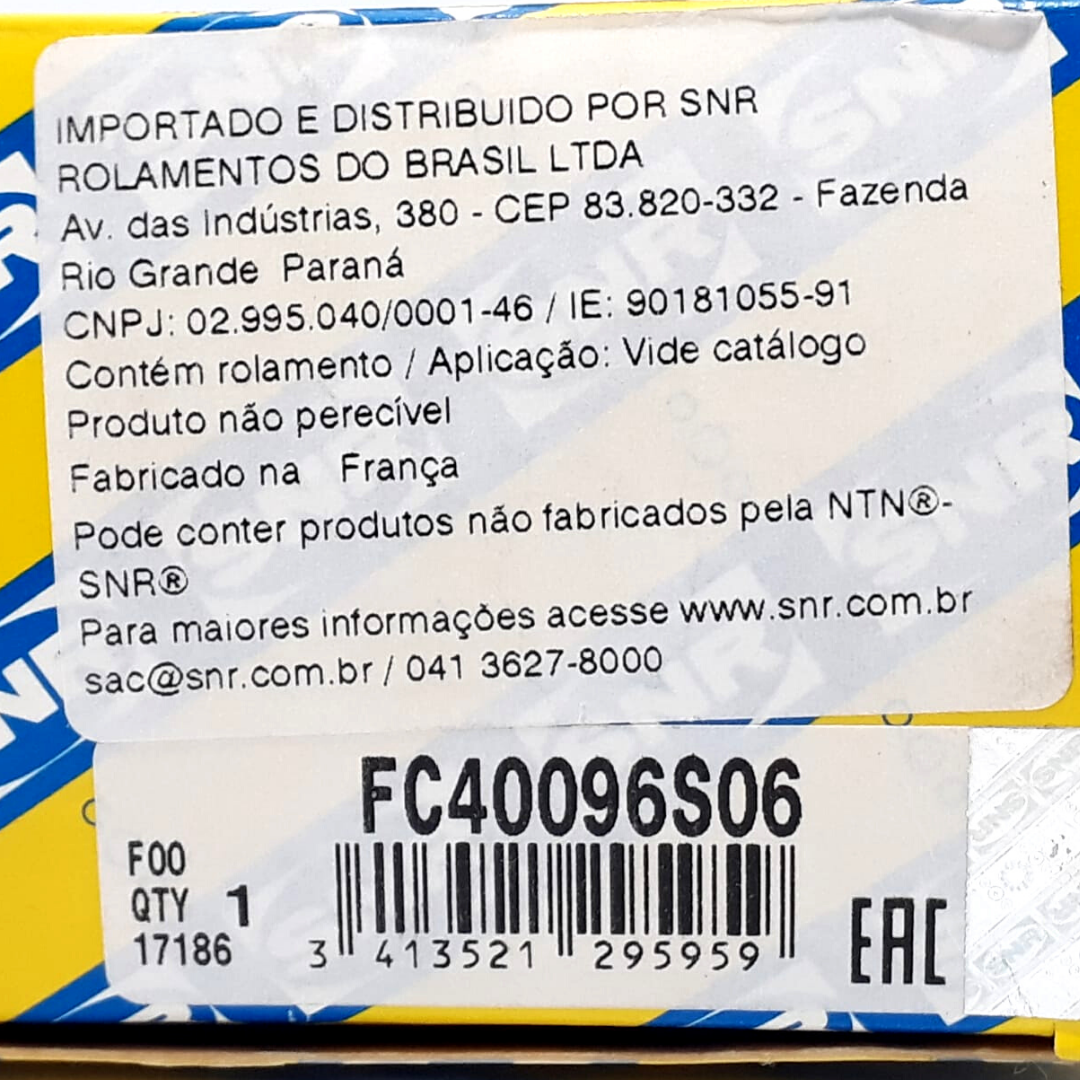 IMPORTADO E DISTRIBUIDO POR SNR
ROLAMENTOS DO BRASIL LTDA
Av. das Indústrias, 380 - CEP 83.820-332 - Fazenda
Rio Grande Paraná
CNPJ: 02.995.040/0001-46 / IE: 90181055-91
Contém rolamento / Aplicação: Vide catálogo
Produto não perecível
Fabricado na França
Pode conter produtos não fabricados pela NTN®-
SNR®
Para maiores informações acesse www.snr.com.br
sac@snr.com.br / 041 3627-8000
FC40096S06
F00
QTY 1
17186
3 413521 295959
EAC
SNR